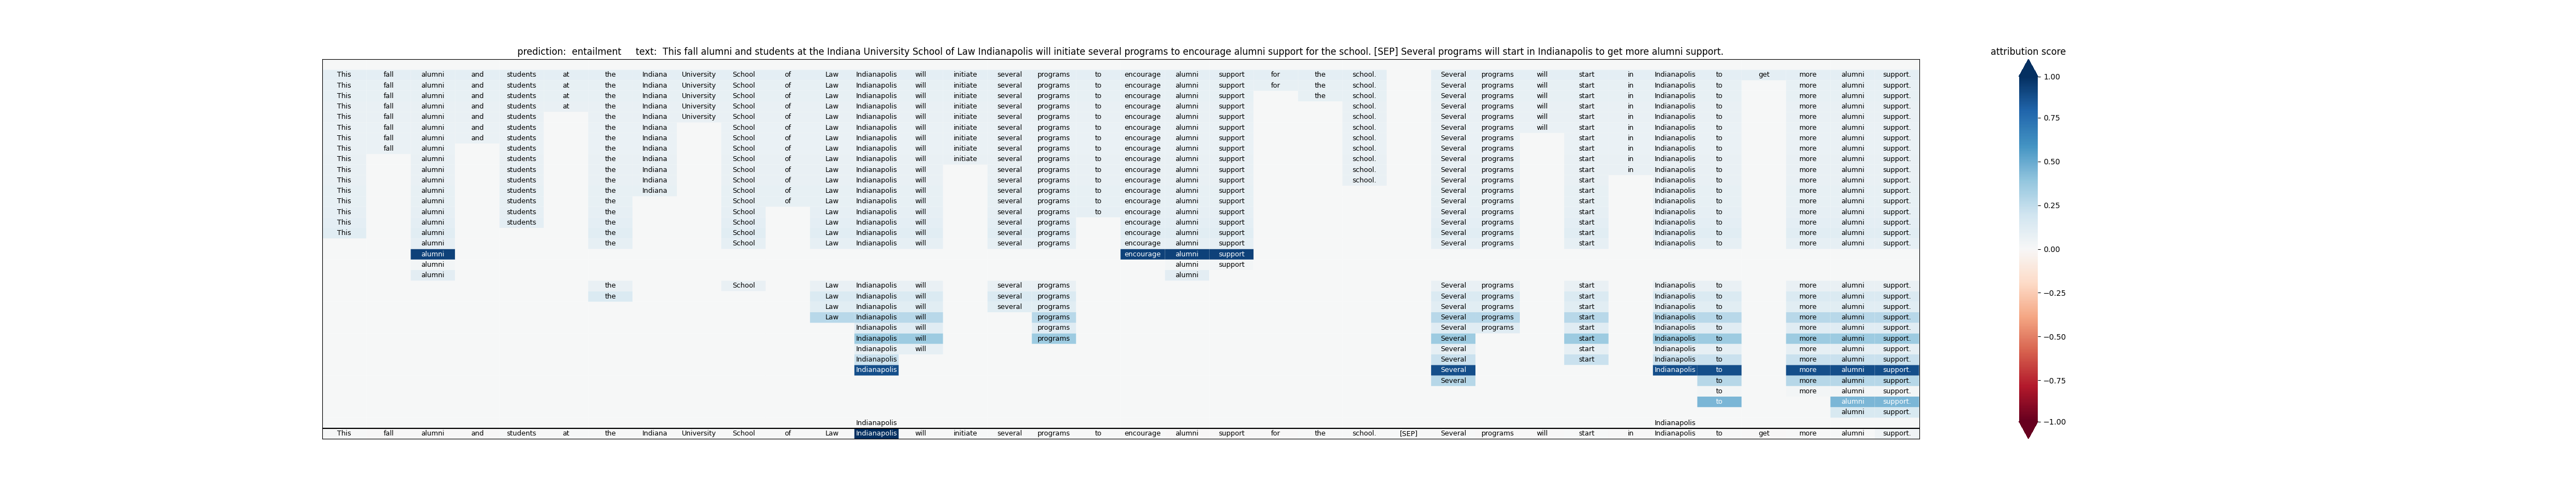 prediction: entailment text: This fall alumni and students at the Indiana University School of Law Indianapolis will initiate several programs to encourage alumni support for the school. [SEP] Several programs will start in Indianapolis to get more alumni support.
This fall alumni and students at the Indiana University School of Law Indianapolis will initiate several programs to encourage alumni support for the school. Several programs will start in Indianapolis to get more alumni support.
This fall alumni and students at the Indiana University School of Law Indianapolis will initiate several programs to encourage alumni support for the school. Several programs will start in Indianapolis to more alumni support.
This fall alumni and students at the Indiana University School of Law Indianapolis will initiate several programs to encourage alumni support the school. Several programs will start in Indianapolis to more alumni support.
This fall alumni and students at the Indiana University School of Law Indianapolis will initiate several programs to encourage alumni support school. Several programs will start in Indianapolis to more alumni support.
This fall alumni and students the Indiana University School of Law Indianapolis will initiate several programs to encourage alumni support school. Several programs will start in Indianapolis to more alumni support.
This fall alumni and students the Indiana School of Law Indianapolis will initiate several programs to encourage alumni support school. Several programs will start in Indianapolis to more alumni support.
This fall alumni and students the Indiana School of Law Indianapolis will initiate several programs to encourage alumni support school. Several programs start in Indianapolis to more alumni support.
This fall alumni students the Indiana School of Law Indianapolis will initiate several programs to encourage alumni support school. Several programs start in Indianapolis to more alumni support.
This alumni students the Indiana School of Law Indianapolis will initiate several programs to encourage alumni support school. Several programs start in Indianapolis to more alumni support.
This alumni students the Indiana School of Law Indianapolis will several programs to encourage alumni support school. Several programs start in Indianapolis to more alumni support.
This alumni students the Indiana School of Law Indianapolis will several programs to encourage alumni support school. Several programs start Indianapolis to more alumni support.
This alumni students the Indiana School of Law Indianapolis will several programs to encourage alumni support Several programs start Indianapolis to more alumni support.
This alumni students the School of Law Indianapolis will several programs to encourage alumni support Several programs start Indianapolis to more alumni support.
This alumni students the School Law Indianapolis will several programs to encourage alumni support Several programs start Indianapolis to more alumni support.
This alumni students the School Law Indianapolis will several programs encourage alumni support Several programs start Indianapolis to more alumni support.
This alumni the School Law Indianapolis will several programs encourage alumni support Several programs start Indianapolis to more alumni support.
alumni the School Law Indianapolis will several programs encourage alumni support Several programs start Indianapolis to more alumni support.
alumni encourage alumni support
alumni alumni support
alumni alumni
the School Law Indianapolis will several programs Several programs start Indianapolis to more alumni support.
the Law Indianapolis will several programs Several programs start Indianapolis to more alumni support.
Law Indianapolis will several programs Several programs start Indianapolis to more alumni support.
Law Indianapolis will programs Several programs start Indianapolis to more alumni support.
Indianapolis will programs Several programs start Indianapolis to more alumni support.
Indianapolis will programs Several start Indianapolis to more alumni support.
Indianapolis will Several start Indianapolis to more alumni support.
Indianapolis Several start Indianapolis to more alumni support.
Indianapolis Several Indianapolis to more alumni support.
Several to more alumni support.
to more alumni support.
to alumni support.
alumni support.
Indianapolis Indianapolis
This fall alumni and students at the Indiana University School of Law Indianapolis will initiate several programs to encourage alumni support for the school. [SEP] Several programs will start in Indianapolis to get more alumni support.
attribution score
1.00
0.75
0.50
0.25
0.00
−0.25
−0.50
−0.75
−1.00